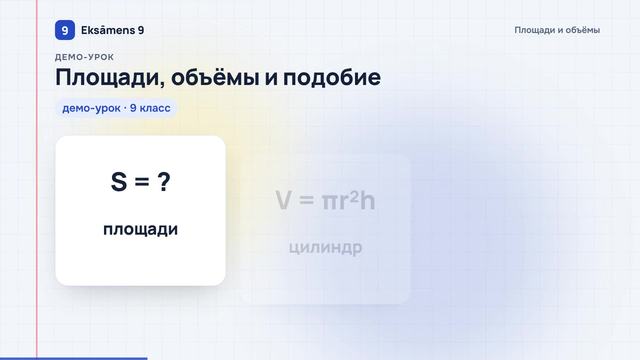 9 Eksāmens 9
Площади и объёмы
ДЕМО-УРОК
Площади, объёмы и подобие
демо-урок · 9 класс
S = ?
площади
V = πr²h
цилиндр